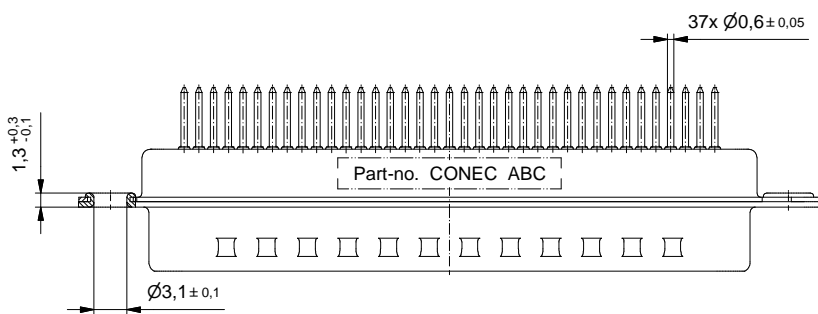 37x Ø0,6 ± 0,05
1,3 +0,3 -0,1
Part-no. CONEC ABC
Ø3,1 ± 0,1